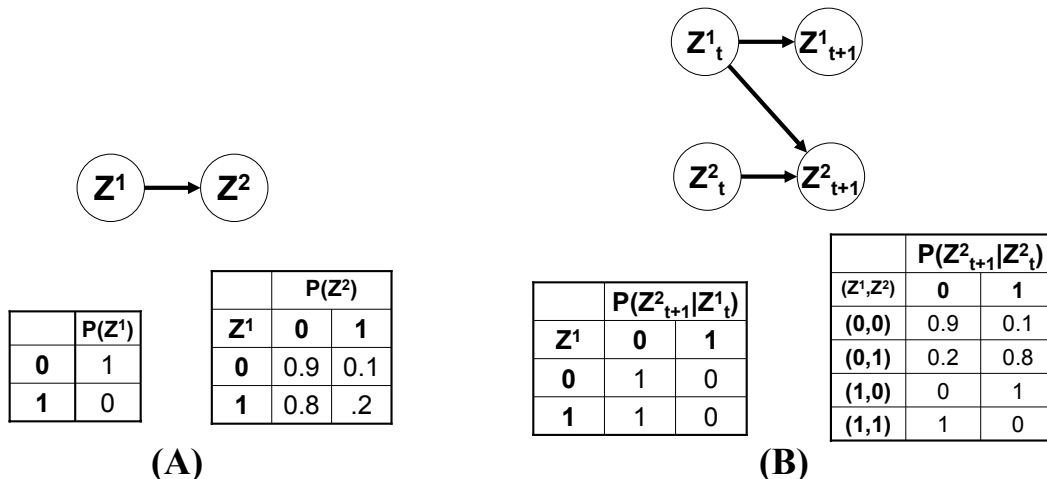 Z¹t Z¹t+1
Z¹ Z² Z²t Z²t+1
P(Z¹)
0 1
1 0
P(Z²)
Z¹ 0 1
0 0.9 0.1
1 0.8 .2
P(Z²t+1|Z¹t)
Z¹ 0 1
0 1 0
1 1 0
P(Z²t+1|Z²t)
(Z¹,Z²) 0 1
(0,0) 0.9 0.1
(0,1) 0.2 0.8
(1,0) 0 1
(1,1) 1 0
(A) (B)